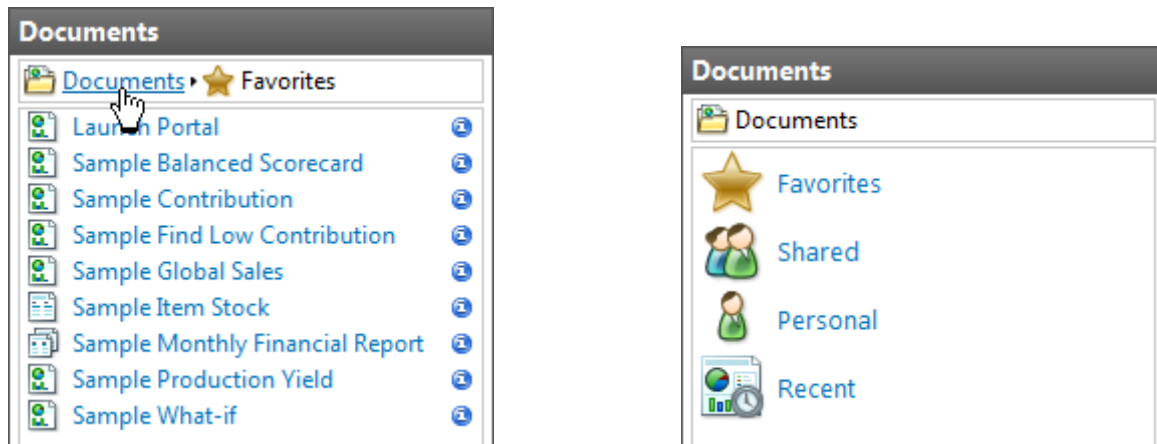 Documents
Documents Favorites
Launch Portal
Sample Balanced Scorecard
Sample Contribution
Sample Find Low Contribution
Sample Global Sales
Sample Item Stock
Sample Monthly Financial Report
Sample Production Yield
Sample What-if
Documents
Documents
Favorites
Shared
Personal
Recent